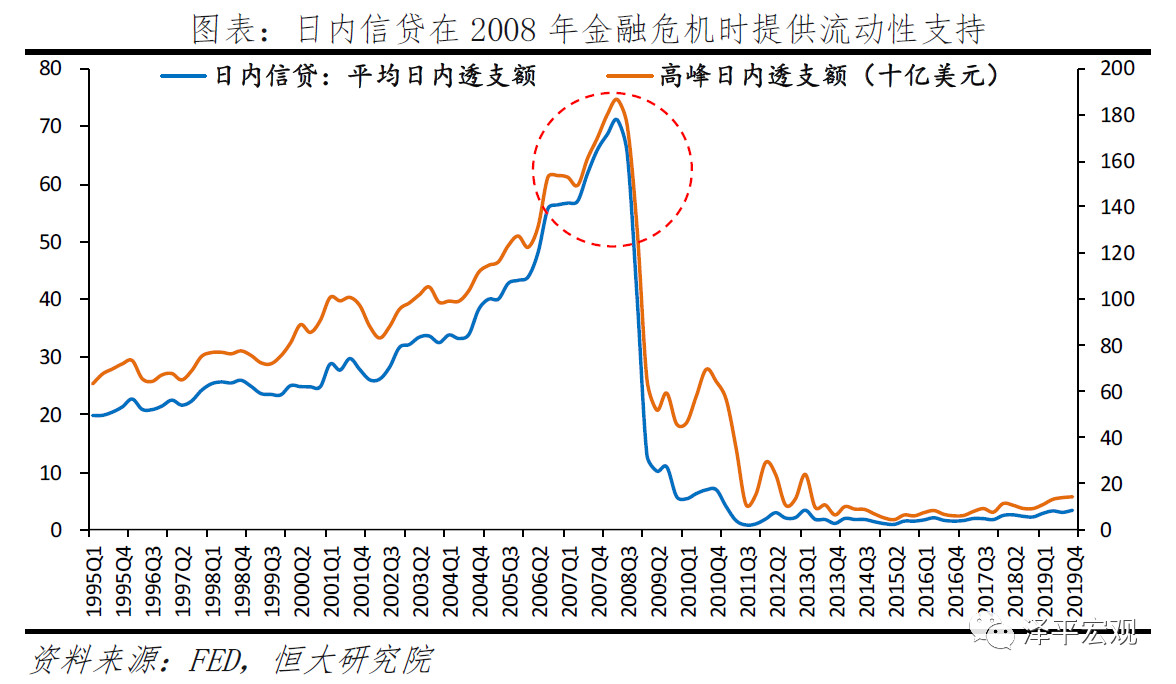 图表：日内信贷在 2008 年金融危机时提供流动性支持
日内信贷：平均日内透支额
高峰日内透支额（十亿美元）
80
70
60
50
40
30
20
10
0
200
180
160
140
120
100
80
60
40
20
0
1995Q1
1995Q4
1996Q3
1997Q2
1998Q1
1998Q4
1999Q3
2000Q2
2001Q1
2001Q4
2002Q3
2003Q2
2004Q1
2004Q4
2005Q3
2006Q2
2007Q1
2007Q4
2008Q3
2009Q2
2010Q1
2010Q4
2011Q3
2012Q2
2013Q1
2013Q4
2014Q3
2015Q2
2016Q1
2016Q4
2017Q3
2018Q2
2019Q1
2019Q4
泽平宏观
资料来源：FED，恒大研究院